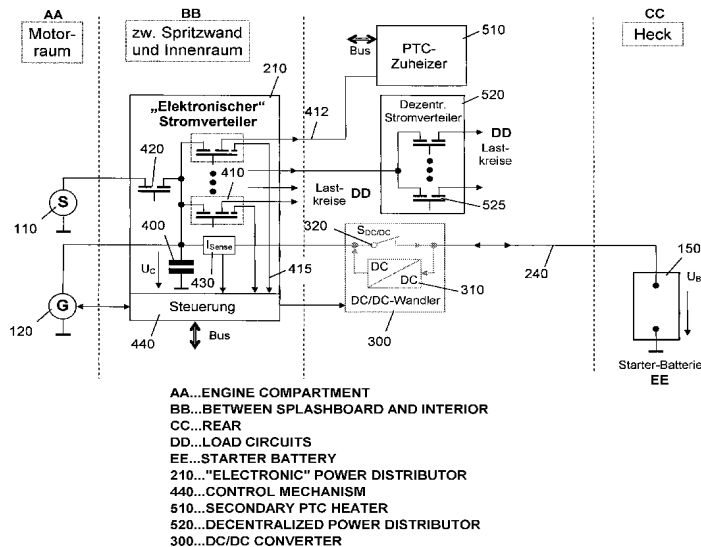 AA
Motor-
raum
BB
zw. Spritzwand
und Innenraum
CC
Heck
210
„Elektronischer“
Stromverteiler
Bus
PTC-
Zuheizer
510
412
420
410
Dezentr.
Stromverteiler
520
DD
Last-
kreise
525
Last-
kreise
DD
S
110
400
ISense
430
415
UC
G
120
Steuerung
440
Bus
320
SDC/DC
DC
DC
310
DC/DC-Wandler
300
240
150
UB
Starter-Batterie
EE
AA...ENGINE COMPARTMENT
BB...BETWEEN SPLASHBOARD AND INTERIOR
CC...REAR
DD...LOAD CIRCUITS
EE...STARTER BATTERY
210..."ELECTRONIC" POWER DISTRIBUTOR
440...CONTROL MECHANISM
510...SECONDARY PTC HEATER
520...DECENTRALIZED POWER DISTRIBUTOR
300...DC/DC CONVERTER